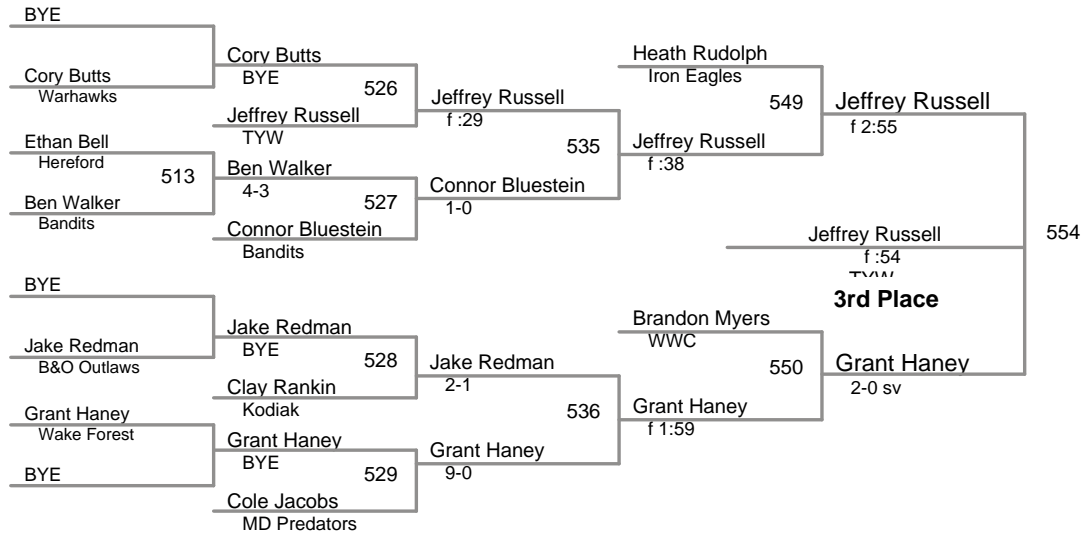 BYE
Cory Butts
Warhawks
Cory Butts
BYE
526
Jeffrey Russell
TYW
Jeffrey Russell
f :29
Ethan Bell
Hereford
513
Ben Walker
Bandits
Ben Walker
4-3
527
Connor Bluestein
Bandits
Connor Bluestein
1-0
535
Heath Rudolph
Iron Eagles
549
Jeffrey Russell
f :38
Jeffrey Russell
f 2:55
554
Jeffrey Russell
f :54
TYW
3rd Place
BYE
Jake Redman
B&O Outlaws
Jake Redman
BYE
528
Clay Rankin
Kodiak
Jake Redman
2-1
Grant Haney
Wake Forest
BYE
Grant Haney
BYE
529
Cole Jacobs
MD Predators
Grant Haney
9-0
536
Brandon Myers
WWC
550
Grant Haney
f 1:59
Grant Haney
2-0 sv